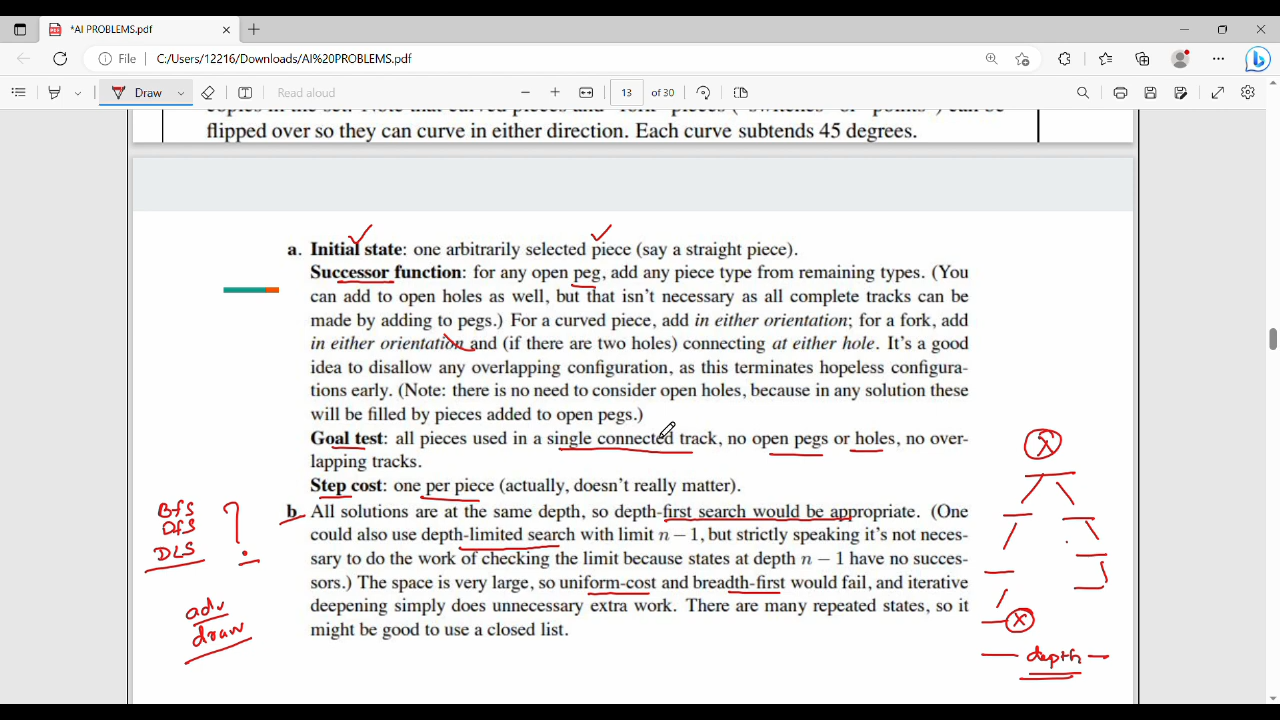 *AI PROBLEMS.pdf
File C:/Users/12216/Downloads/AI%20PROBLEMS.pdf
Draw Read aloud 13 of 30
flipped over so they can curve in either direction. Each curve subtends 45 degrees.
a. Initial state: one arbitrarily selected piece (say a straight piece).
Successor function: for any open peg, add any piece type from remaining types. (You
can add to open holes as well, but that isn't necessary as all complete tracks can be
made by adding to pegs.) For a curved piece, add in either orientation; for a fork, add
in either orientation and (if there are two holes) connecting at either hole. It's a good
idea to disallow any overlapping configuration, as this terminates hopeless configura-
tions early. (Note: there is no need to consider open holes, because in any solution these
will be filled by pieces added to open pegs.)
Goal test: all pieces used in a single connected track, no open pegs or holes, no over-
lapping tracks.
Step cost: one per piece (actually, doesn't really matter).
b. All solutions are at the same depth, so depth-first search would be appropriate. (One
could also use depth-limited search with limit n − 1, but strictly speaking it's not neces-
sary to do the work of checking the limit because states at depth n − 1 have no succes-
sors.) The space is very large, so uniform-cost and breadth-first would fail, and iterative
deepening simply does unnecessary extra work. There are many repeated states, so it
might be good to use a closed list.
BfS
DfS
DLS
?
adv
draw
X
X
depth